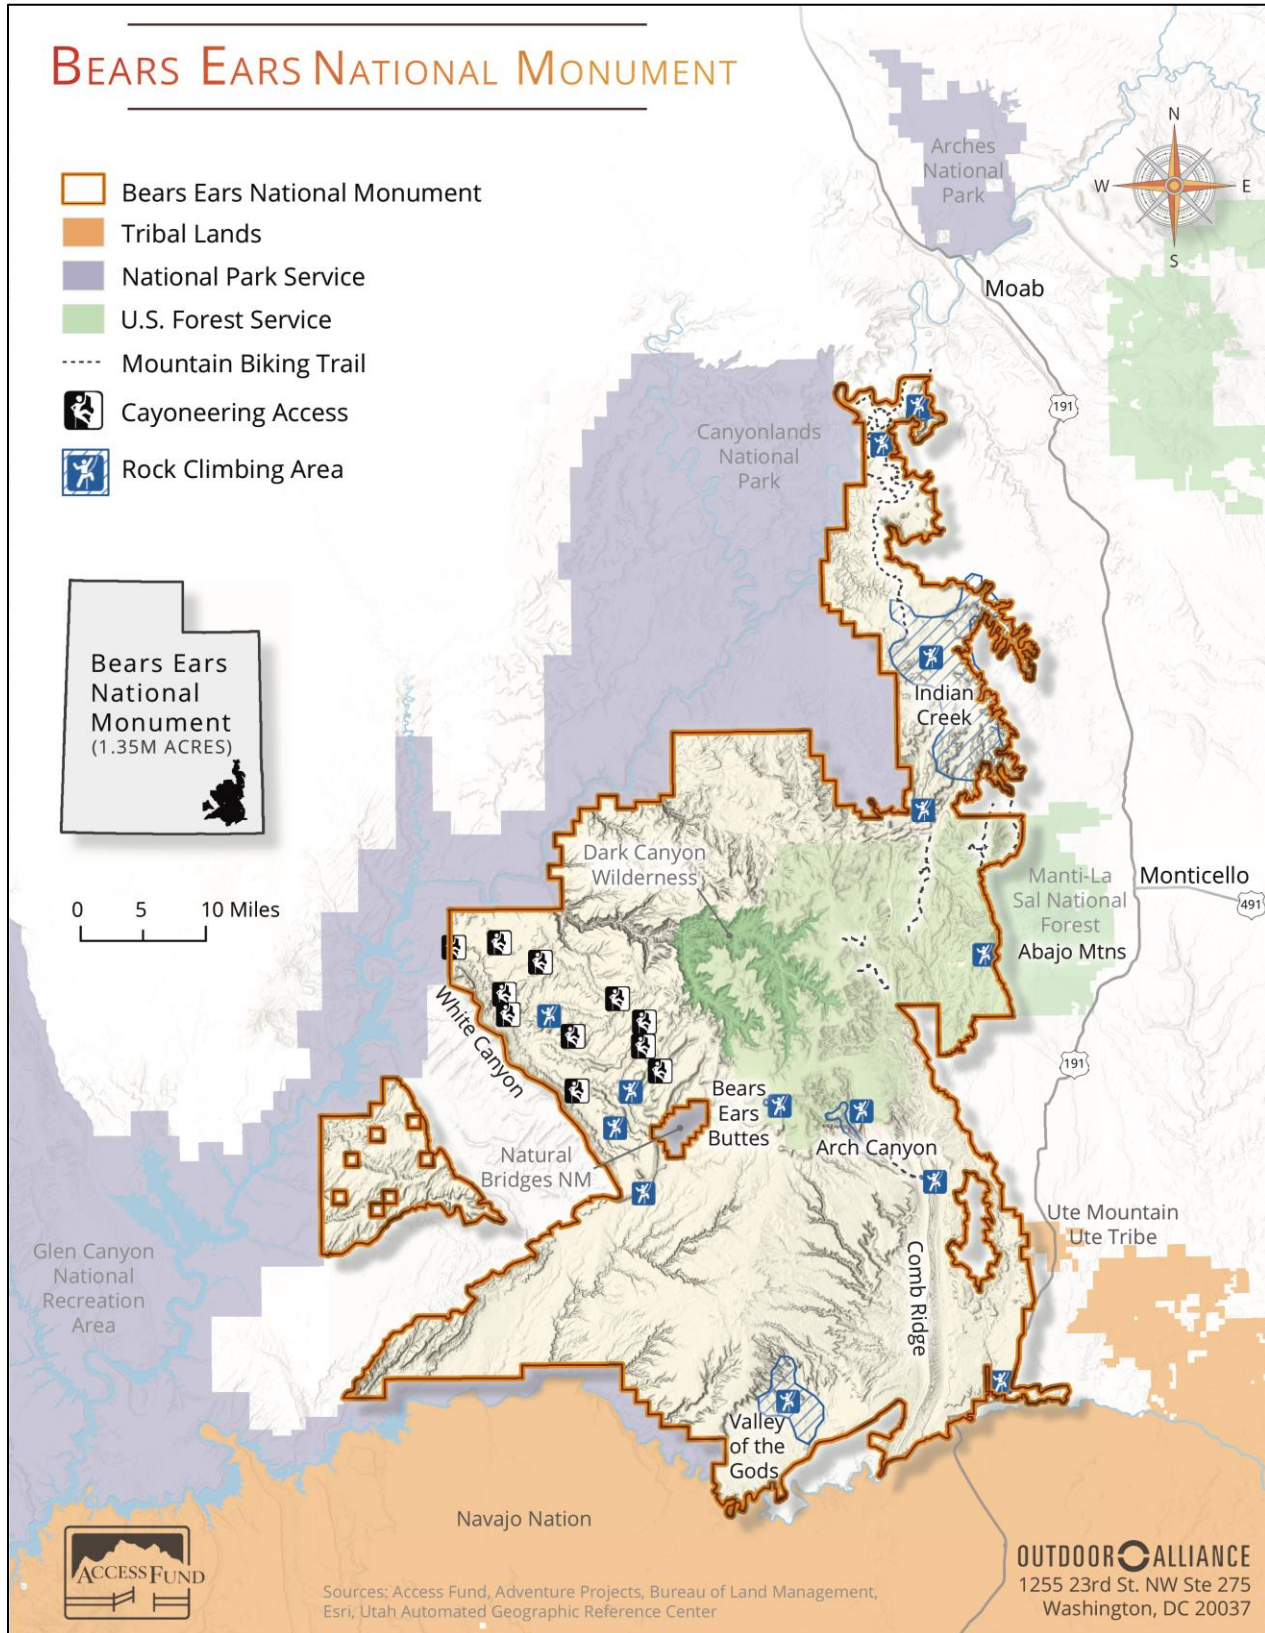 BEARS EARS NATIONAL MONUMENT
Bears Ears National Monument
Tribal Lands
National Park Service
U.S. Forest Service
Mountain Biking Trail
Cayoneering Access
Rock Climbing Area
Arches
National
Park
N
W
E
S
Moab
191
Canyonlands
National
Park
Bears Ears
National
Monument
(1.35M ACRES)
Indian
Creek
0 5 10 Miles
Dark Canyon
Wilderness
Manti-La
Sal National
Forest
Monticello
491
Abajo Mtns
White Canyon
191
Bears
Ears
Buttes
Arch Canyon
Natural
Bridges NM
Ute Mountain
Ute Tribe
Glen Canyon
National
Recreation
Area
Comb Ridge
Valley
of the
Gods
Navajo Nation
ACCESS FUND
Sources: Access Fund, Adventure Projects, Bureau of Land Management,
Esri, Utah Automated Geographic Reference Center
OUTDOOR ALLIANCE
1255 23rd St. NW Ste 275
Washington, DC 20037